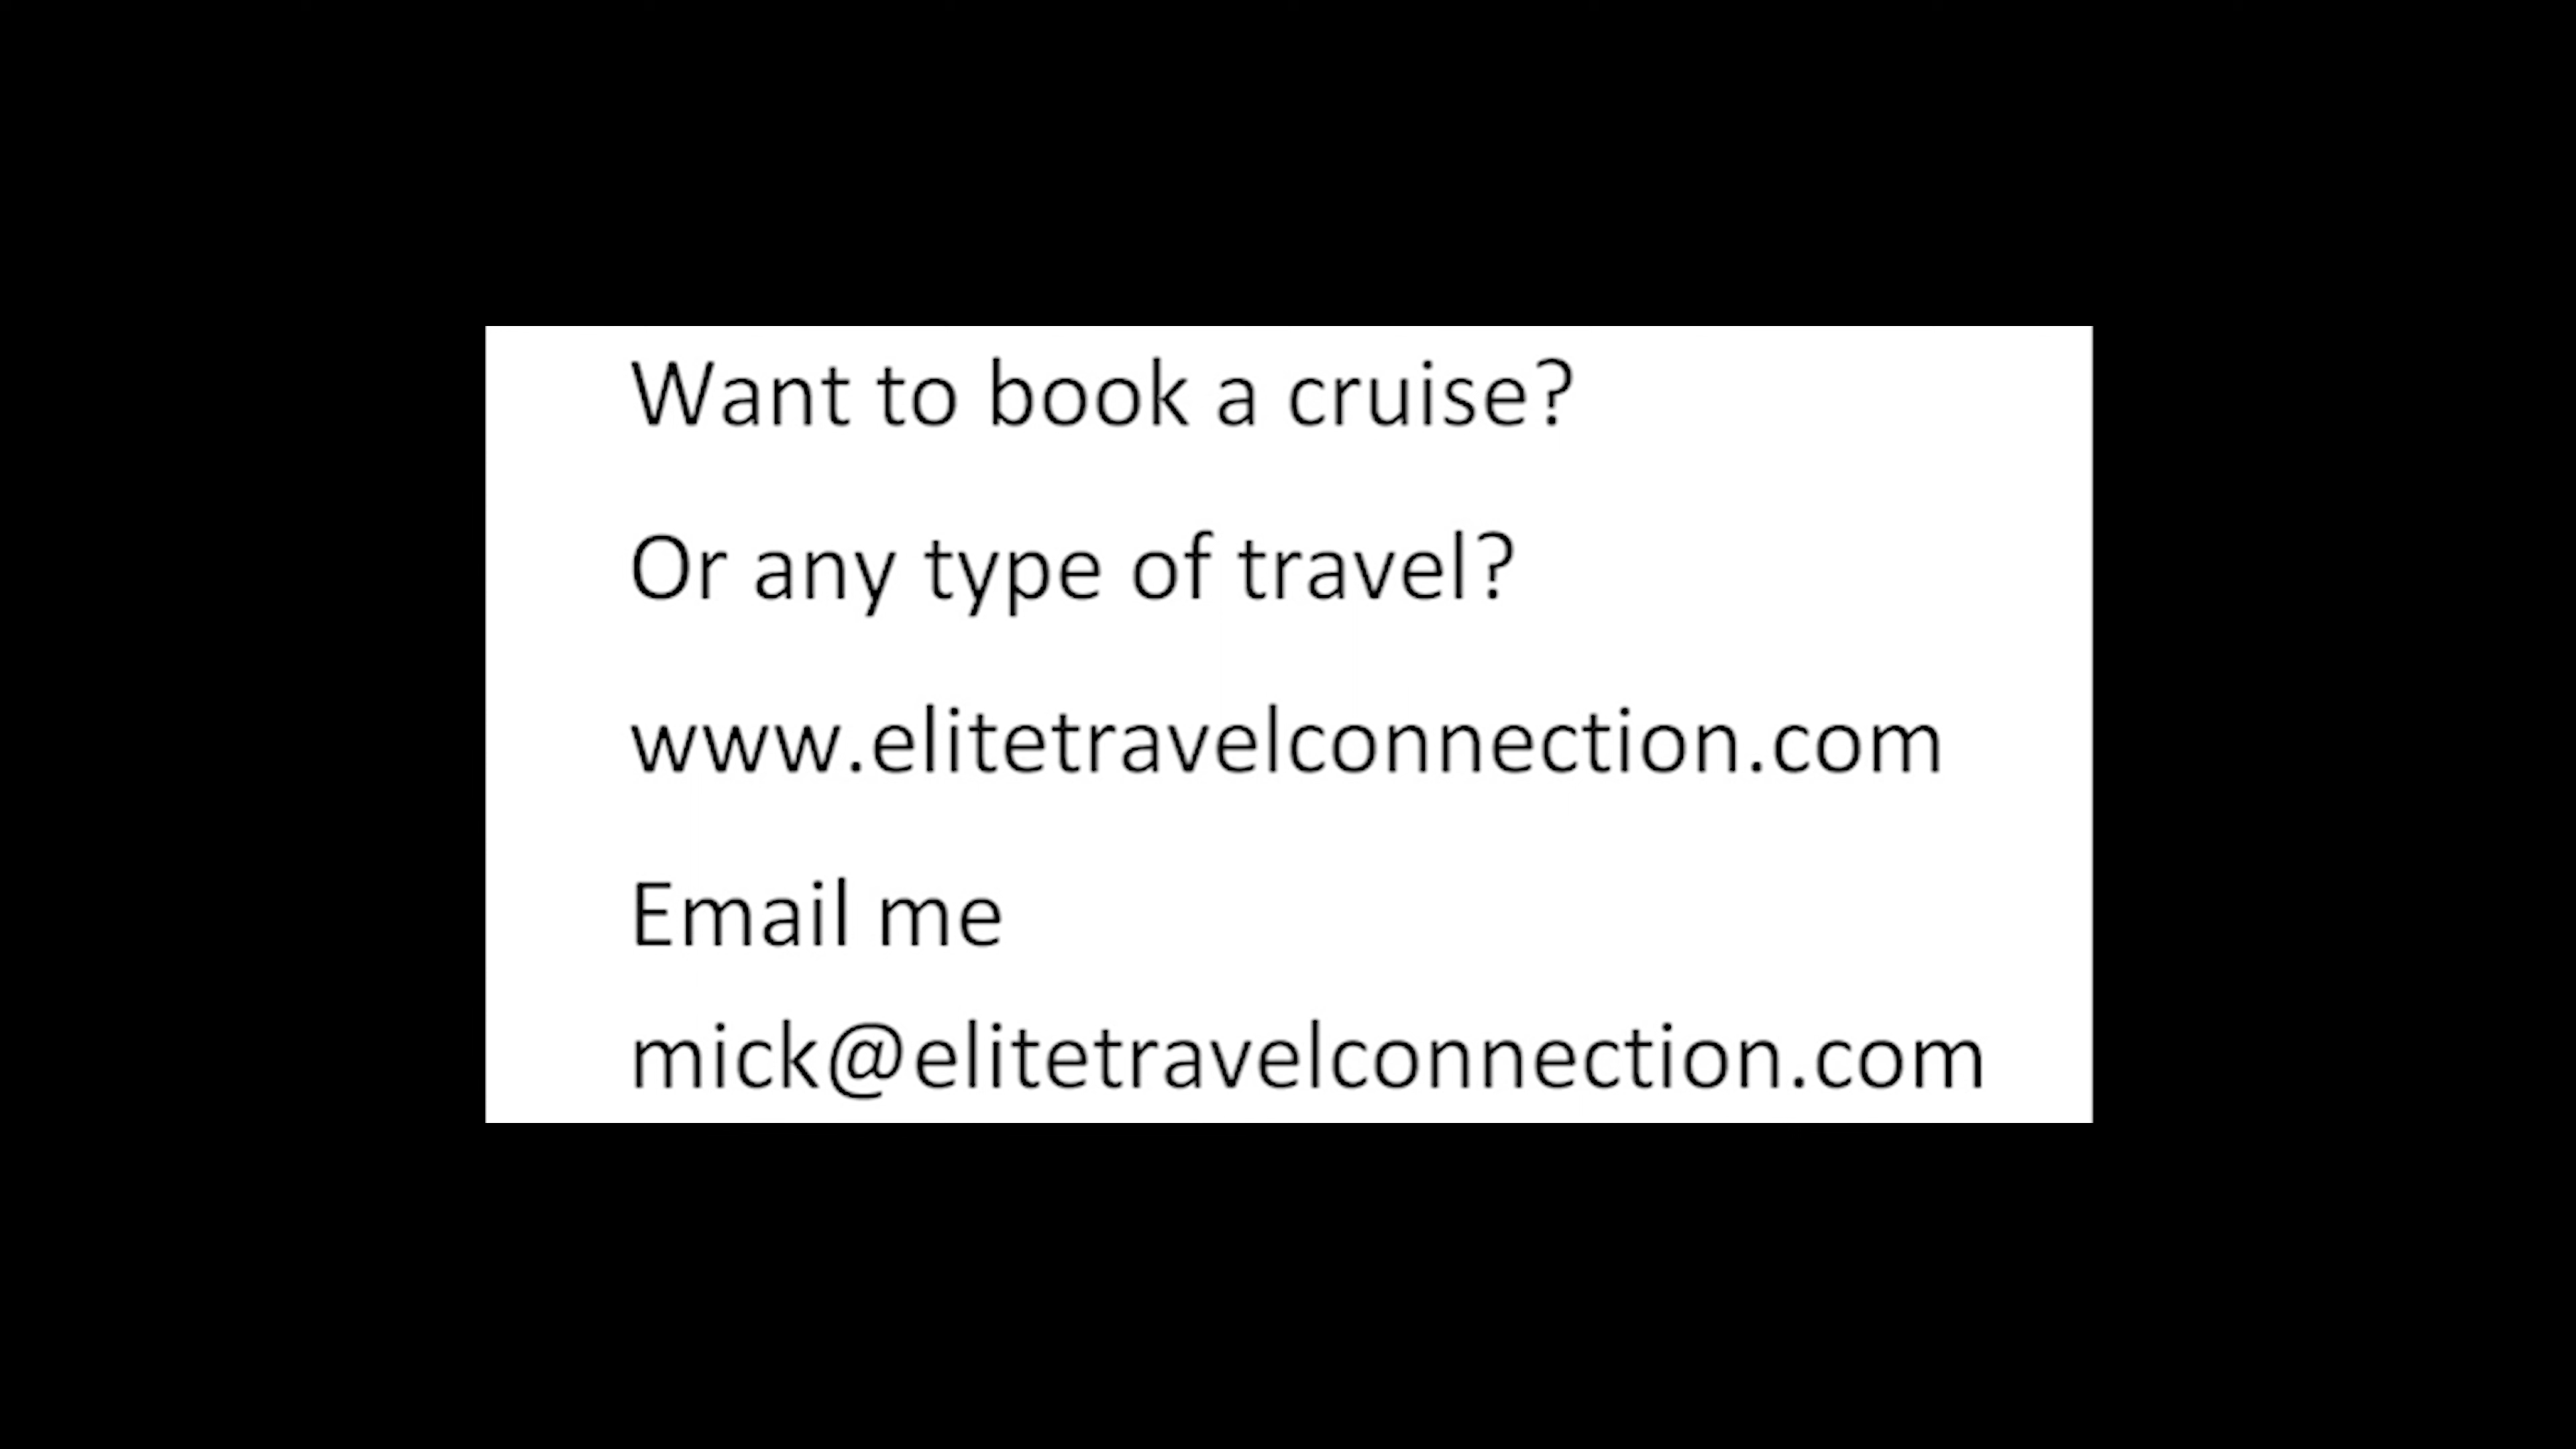 Want to book a cruise?
Or any type of travel?
www.elitetravelconnection.com
Email me
mick@elitetravelconnection.com